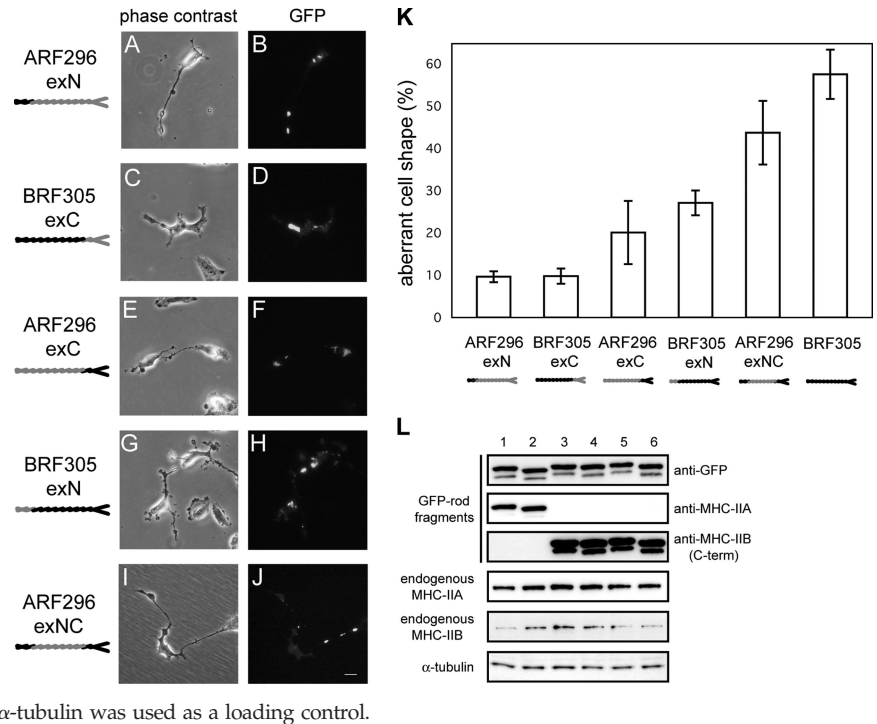 phase contrast GFP
ARF296
exN
A B
BRF305
exC
C D
ARF296
exC
E F
BRF305
exN
G H
ARF296
exNC
I J
α-tubulin was used as a loading control.
K
aberrant cell shape (%)
60
50
40
30
20
10
0
ARF296 BRF305 ARF296 BRF305 ARF296 BRF305
exN exC exC exN exNC
L
1 2 3 4 5 6
GFP-rod
fragments
anti-GFP
anti-MHC-IIA
anti-MHC-IIB
(C-term)
endogenous
MHC-IIA
endogenous
MHC-IIB
α-tubulin